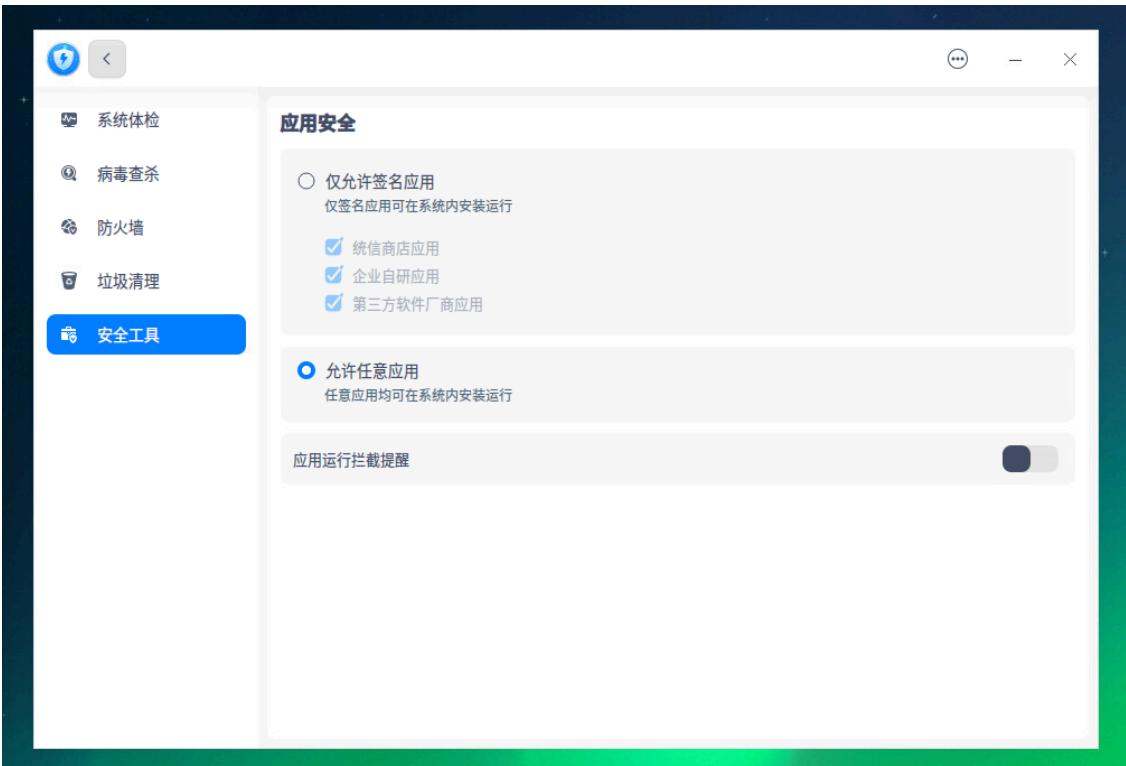 系统体检
病毒查杀
防火墙
垃圾清理
安全工具
应用安全
仅允许签名应用
仅签名应用可在系统内安装运行
统信商店应用
企业自研应用
第三方软件厂商应用
允许任意应用
任意应用均可在系统内安装运行
应用运行拦截提醒